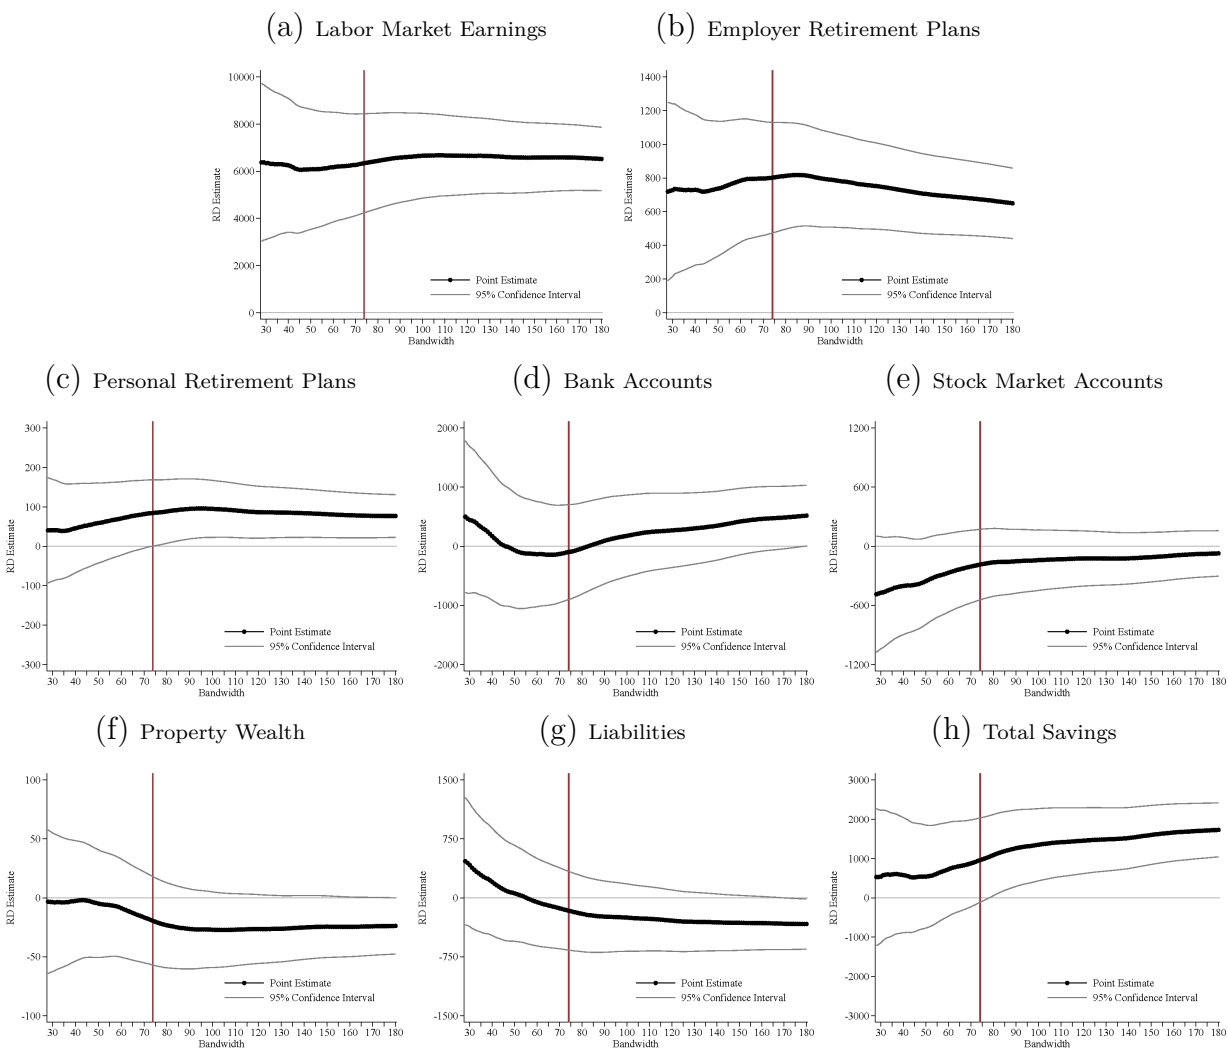 (a) Labor Market Earnings
(b) Employer Retirement Plans
10000
8000
6000
4000
2000
0
RD Estimate
Point Estimate
95% Confidence Interval
30 40 50 60 70 80 90 100 110 120 130 140 150 160 170 180
Bandwidth
1400
1200
1000
800
600
400
200
0
RD Estimate
Point Estimate
95% Confidence Interval
30 40 50 60 70 80 90 100 110 120 130 140 150 160 170 180
Bandwidth
(c) Personal Retirement Plans
(d) Bank Accounts
(e) Stock Market Accounts
300
200
100
0
-100
-200
-300
RD Estimate
Point Estimate
95% Confidence Interval
30 40 50 60 70 80 90 100 110 120 130 140 150 160 170 180
Bandwidth
2000
1000
0
-1000
-2000
RD Estimate
Point Estimate
95% Confidence Interval
30 40 50 60 70 80 90 100 110 120 130 140 150 160 170 180
Bandwidth
1200
600
0
-600
-1200
RD Estimate
Point Estimate
95% Confidence Interval
30 40 50 60 70 80 90 100 110 120 130 140 150 160 170 180
Bandwidth
(f) Property Wealth
(g) Liabilities
(h) Total Savings
100
50
0
-50
-100
RD Estimate
Point Estimate
95% Confidence Interval
30 40 50 60 70 80 90 100 110 120 130 140 150 160 170 180
Bandwidth
1500
750
0
-750
-1500
RD Estimate
Point Estimate
95% Confidence Interval
30 40 50 60 70 80 90 100 110 120 130 140 150 160 170 180
Bandwidth
3000
2000
1000
0
-1000
-2000
-3000
RD Estimate
Point Estimate
95% Confidence Interval
30 40 50 60 70 80 90 100 110 120 130 140 150 160 170 180
Bandwidth